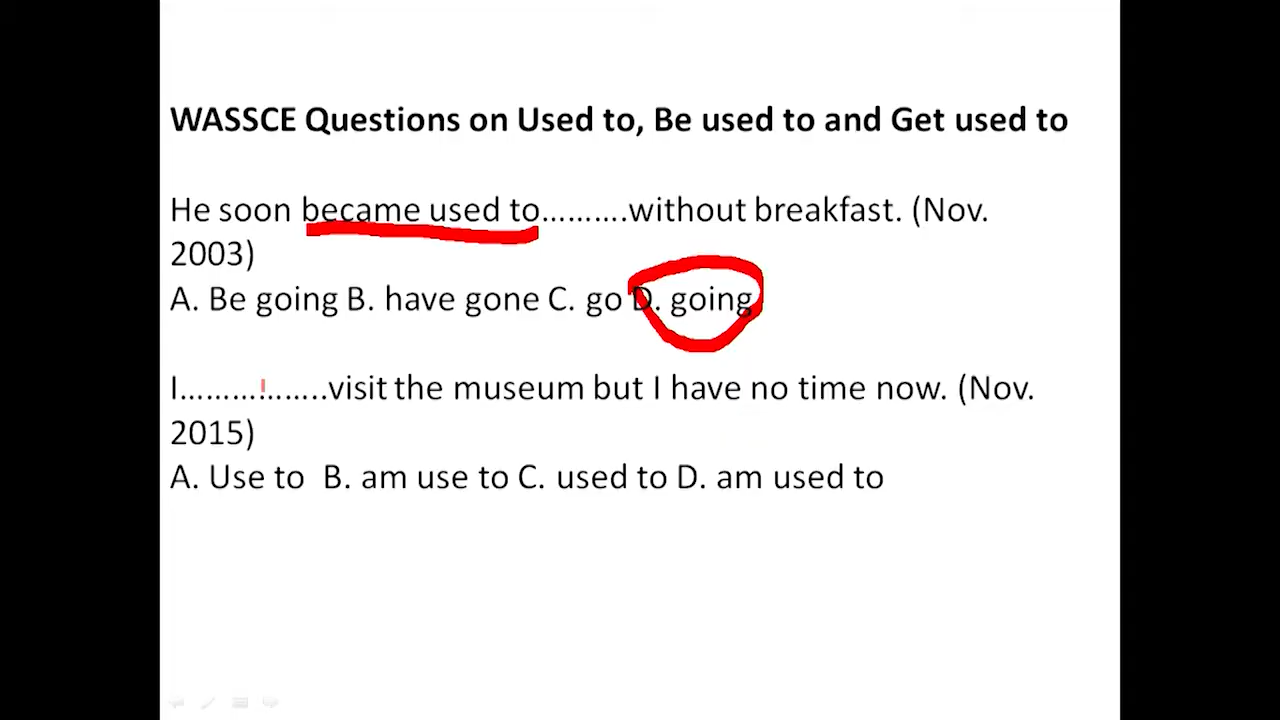 WASSCE Questions on Used to, Be used to and Get used to
He soon became used to……….without breakfast. (Nov.
2003)
A. Be going B. have gone C. go D. going
I……………..visit the museum but I have no time now. (Nov.
2015)
A. Use to  B. am use to C. used to D. am used to